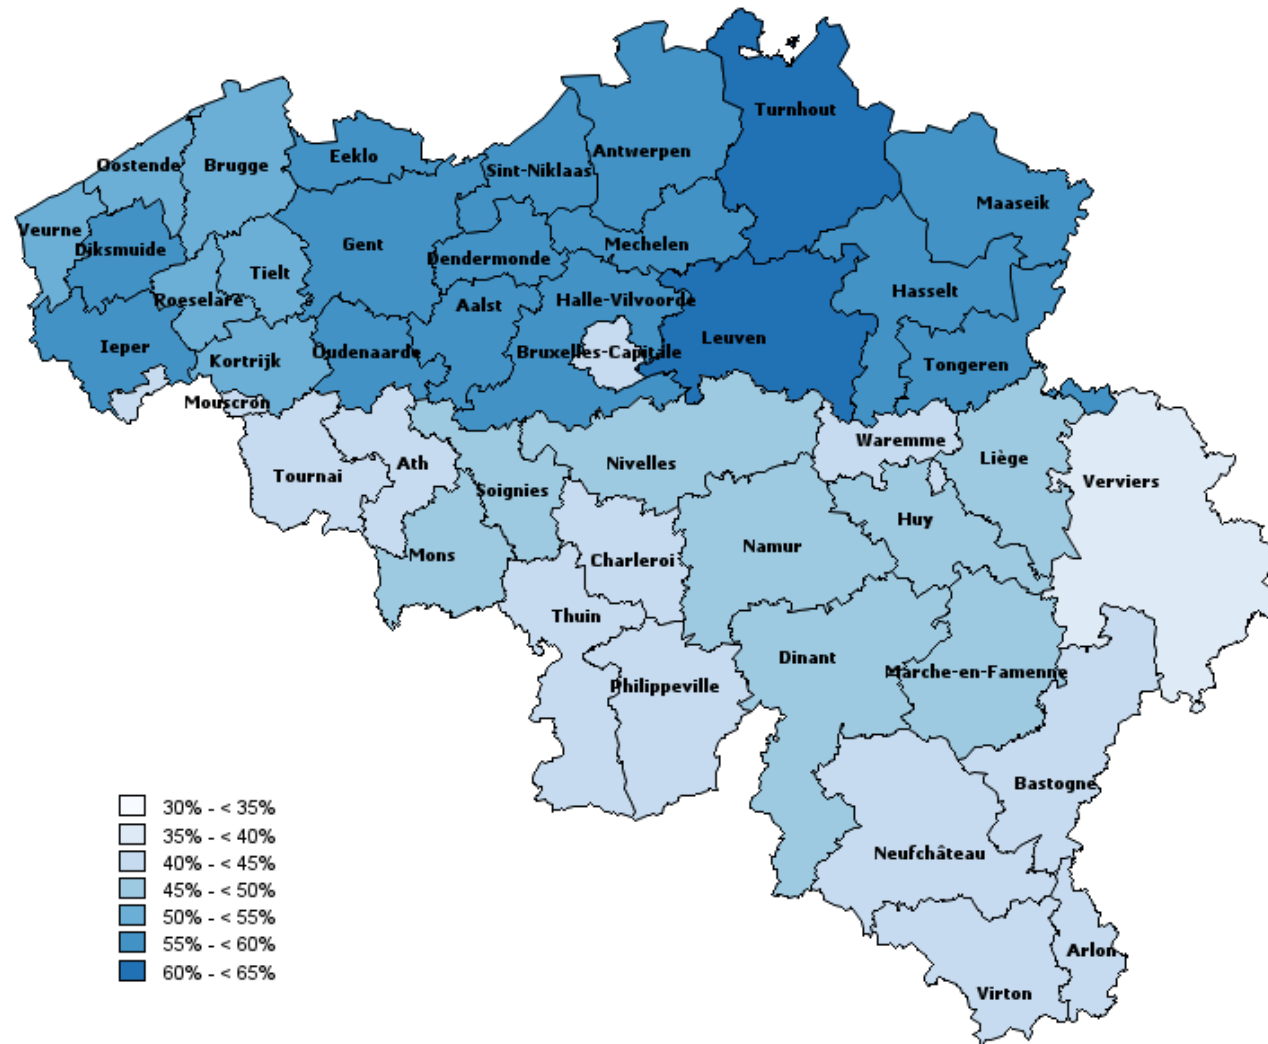 Turnhout
Antwerpen
Eeklo
Oostende
Brugge
Sint-Niklaas
Maaseik
Veurne
Diksmuide
Gent
Mechelen
Dendermonde
Tielt
Roeselare
Halle-Vilvoorde
Hasselt
Aalst
Leuven
Ieper
Kortrijk
Oudenaarde
Bruxelles-Capitale
Tongeren
Mouscron
Waremme
Liège
Nivelles
Ath
Tournai
Verviers
Soignies
Huy
Namur
Mons
Charleroi
Thuin
Dinant
Marche-en-Famenne
Philippeville
Bastogne
30% - < 35%
35% - < 40%
40% - < 45%
45% - < 50%
50% - < 55%
55% - < 60%
60% - < 65%
Neufchâteau
Arlon
Virton